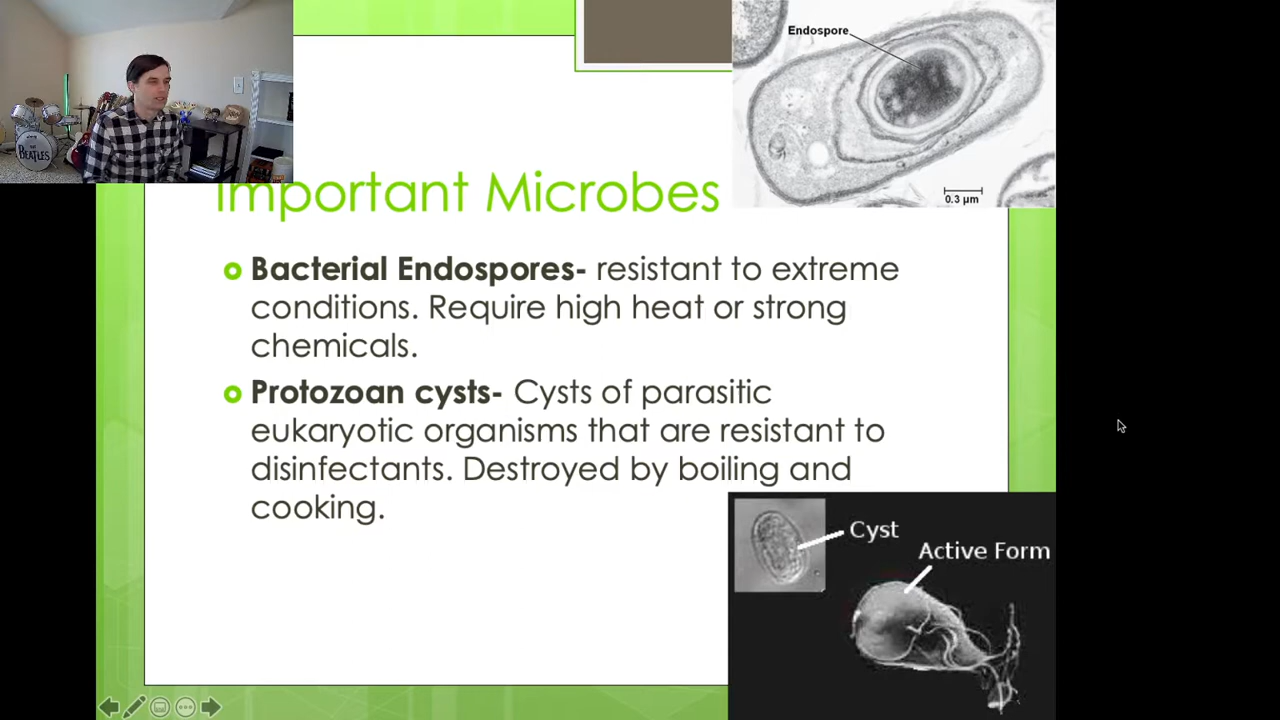 THE
BEATLES
Endospore
0.3 µm
Important Microbes
Bacterial Endospores- resistant to extreme
conditions. Require high heat or strong
chemicals.
Protozoan cysts- Cysts of parasitic
eukaryotic organisms that are resistant to
disinfectants. Destroyed by boiling and
cooking.
Cyst
Active Form